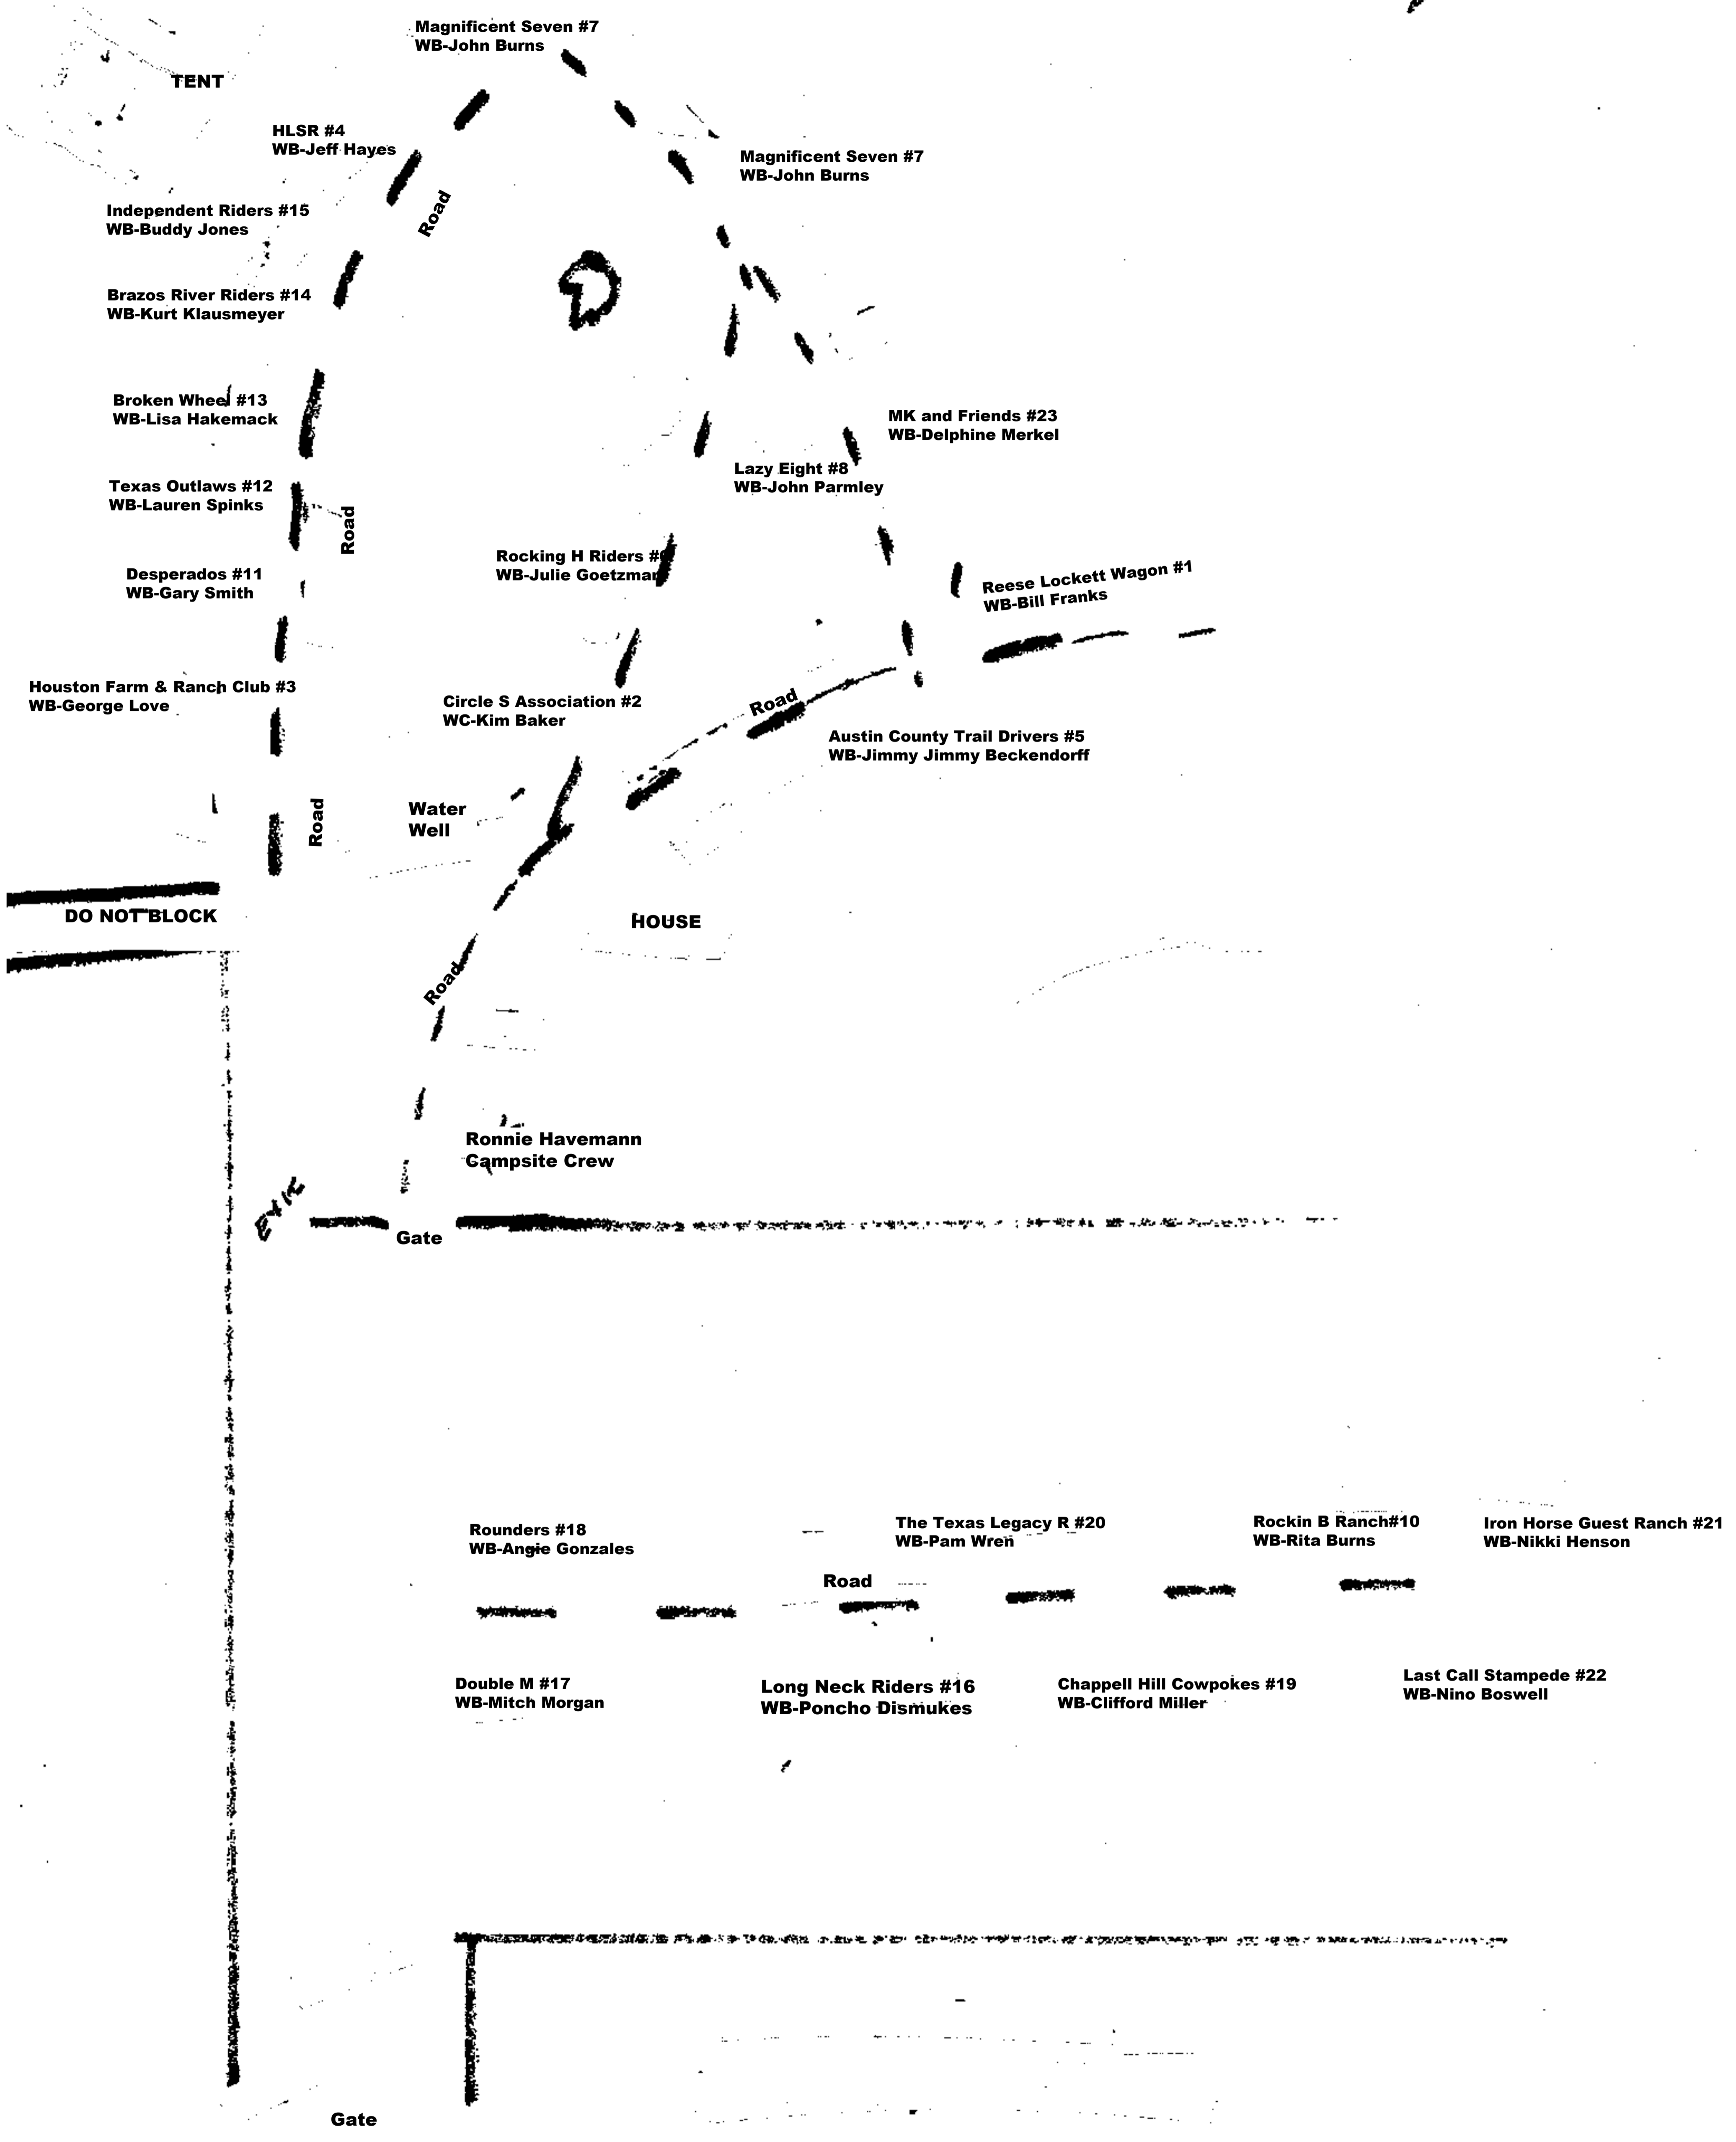 Magnificent Seven #7
WB-John Burns
TENT
HLSR #4
WB-Jeff Hayes
Magnificent Seven #7
WB-John Burns
Road
Independent Riders #15
WB-Buddy Jones
Brazos River Riders #14
WB-Kurt Klausmeyer
Broken Wheel #13
WB-Lisa Hakemack
MK and Friends #23
WB-Delphine Merkel
Lazy Eight #8
WB-John Parmley
Texas Outlaws #12
WB-Lauren Spinks
Road
Rocking H Riders
WB-Julie
Desperados #11
WB-Gary Smith
Reese Lockett Wagon #1
WB-Bill Franks
Houston Farm & Ranch Club #3
WB-George Love
Circle S Association #2
WC-Kim Baker
Road
Austin County Trail Drivers #5
WB-Jimmy Jimmy Beckendorff
Water
Well
Road
DO NOT BLOCK
HOUSE
Road
Ronnie Havemann
Campsite Crew
EXIT
Gate
Rounders #18
WB-Angie Gonzales
The Texas Legacy R #20
WB-Pam Wren
Rockin B Ranch#10
WB-Rita Burns
Iron Horse Guest Ranch #21
WB-Nikki Henson
Road
Double M #17
WB-Mitch Morgan
Long Neck Riders #16
WB-Poncho Dismukes
Chappell Hill Cowpokes #19
WB-Clifford Miller
Last Call Stampede #22
WB-Nino Boswell
Gate